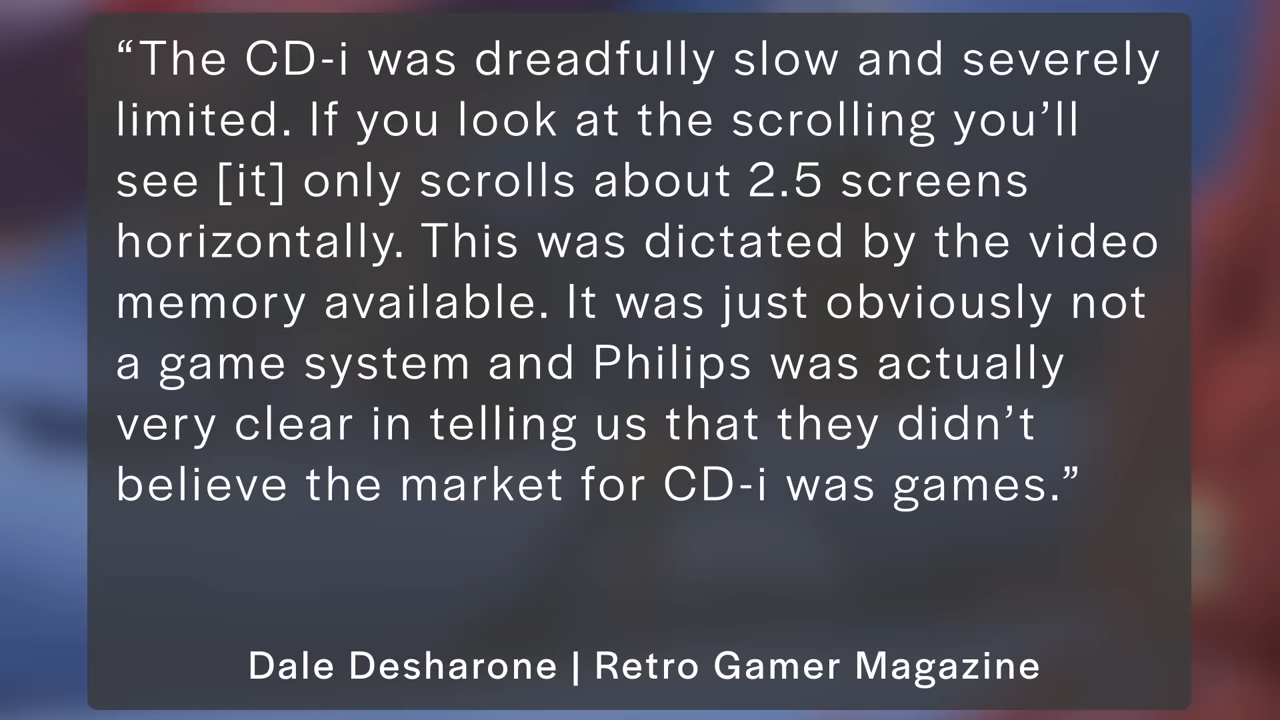 “The CD-i was dreadfully slow and severely
limited. If you look at the scrolling you’ll
see [it] only scrolls about 2.5 screens
horizontally. This was dictated by the video
memory available. It was just obviously not
a game system and Philips was actually
very clear in telling us that they didn’t
believe the market for CD-i was games.”
Dale Desharone | Retro Gamer Magazine